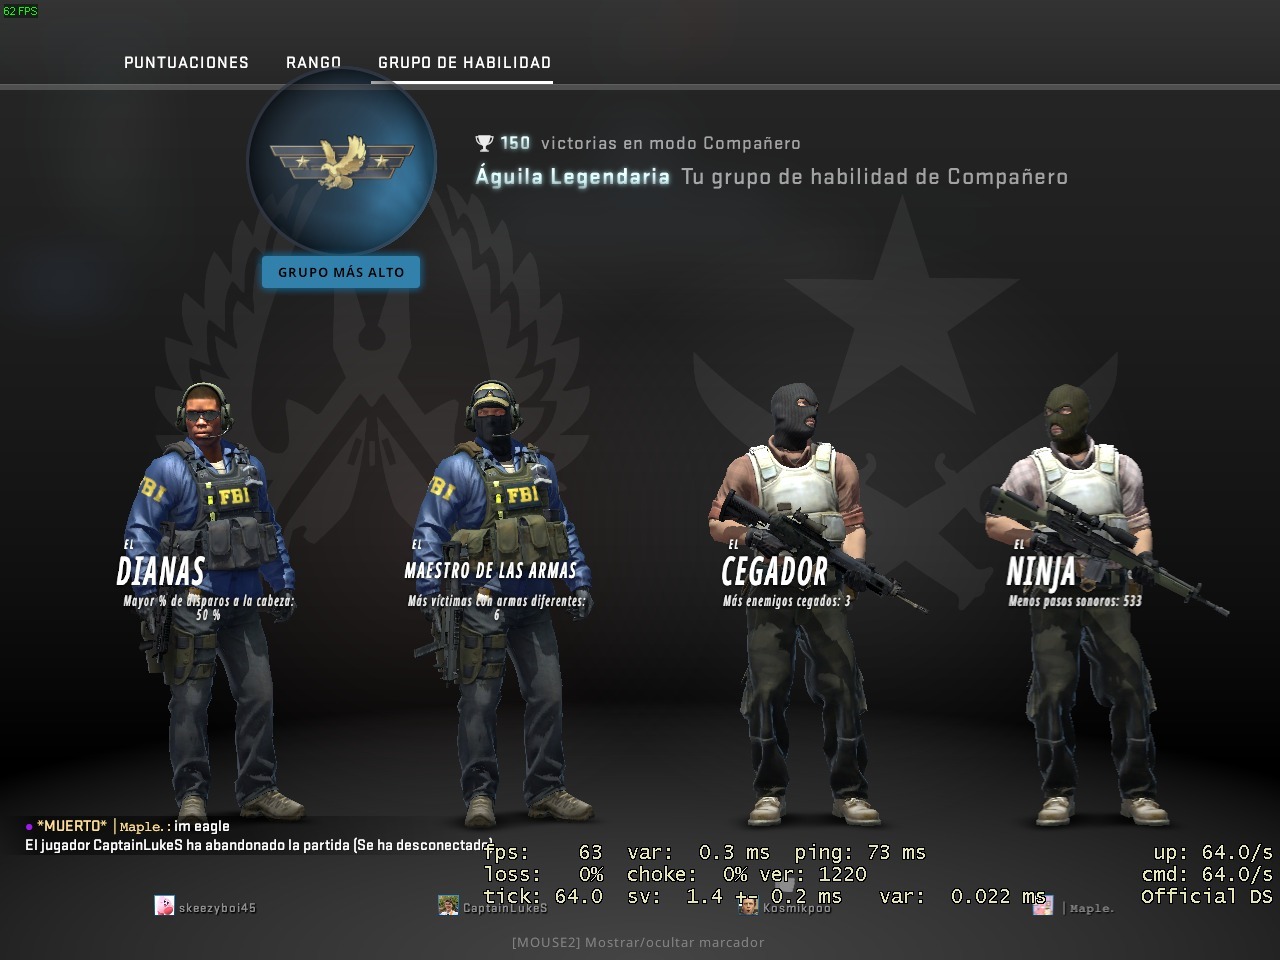 62 FPS
PUNTUACIONES RANGO GRUPO DE HABILIDAD
150 victorias en modo Compañero
Águila Legendaria Tu grupo de habilidad de Compañero
GRUPO MÁS ALTO
FBI
BI
FBI
BI
EL
DIANAS
Mayor % de disparos a la cabeza:
50 %
EL
MAESTRO DE LAS ARMAS
Más víctimas con armas diferentes:
6
EL
CEGADOR
Más enemigos cegados: 3
EL
NINJA
Menos pasos sonoros: 533
*MUERTO* | Maple. : im eagle
El jugador CaptainLukeS ha abandonado la partida (Se ha desconectado)
fps: 63 var: 0.3 ms ping: 73 ms up: 64.0/s
loss: 0% choke: 0% ver: 1220 cmd: 64.0/s
tick: 64.0 sv: 1.4 +- 0.2 ms var: 0.022 ms Official DS
skeezyboi45 CaptainLukeS Kosmikpoo | Maple.
[MOUSE2] Mostrar/ocultar marcador